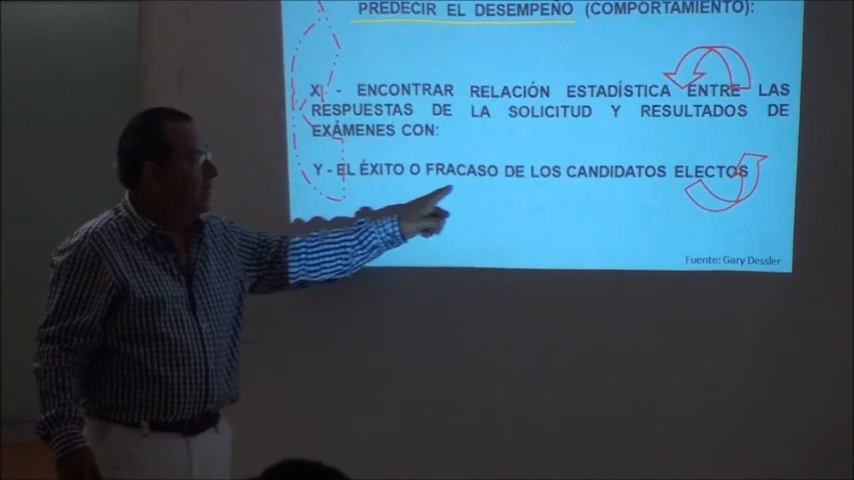 PREDECIR EL DESEMPEÑO (COMPORTAMIENTO):
X - ENCONTRAR RELACIÓN ESTADÍSTICA ENTRE LAS
RESPUESTAS DE LA SOLICITUD Y RESULTADOS DE
EXÁMENES CON:
Y - EL ÉXITO O FRACASO DE LOS CANDIDATOS ELECTOS
Fuente: Gary Dessler